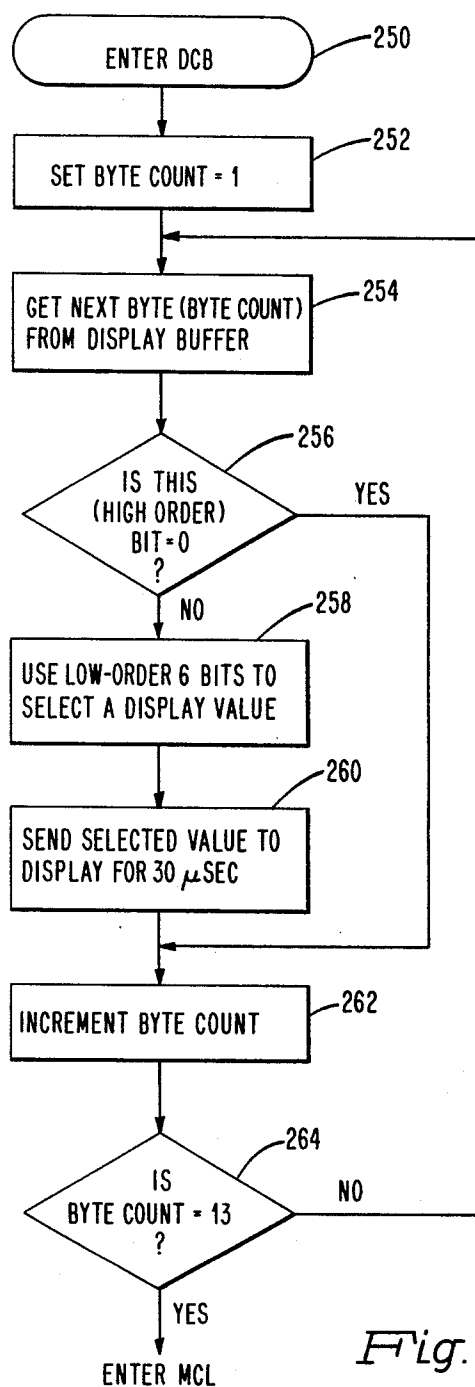 ENTER DCB
250
252
SET BYTE COUNT = 1
254
GET NEXT BYTE (BYTE COUNT)
FROM DISPLAY BUFFER
256
IS THIS
(HIGH ORDER)
BIT=0
?
YES
NO
258
USE LOW-ORDER 6 BITS TO
SELECT A DISPLAY VALUE
260
SEND SELECTED VALUE TO
DISPLAY FOR 30 μSEC
262
INCREMENT BYTE COUNT
264
IS
BYTE COUNT = 13
?
NO
YES
ENTER MCL
Fig.